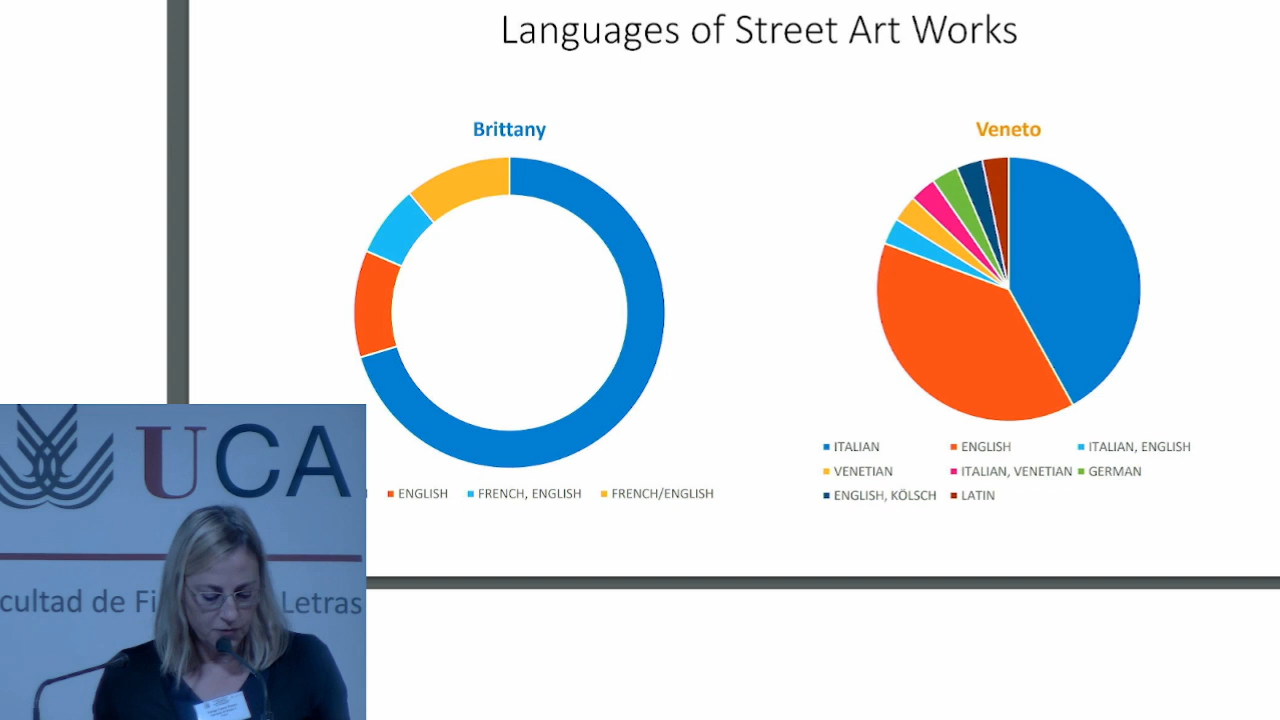 Languages of Street Art Works
Brittany
Veneto
ENGLISH
FRENCH, ENGLISH
FRENCH/ENGLISH
ITALIAN
ENGLISH
ITALIAN, ENGLISH
VENETIAN
ITALIAN, VENETIAN
GERMAN
ENGLISH, KÖLSCH
LATIN
UCA
cultad de Fi Letras